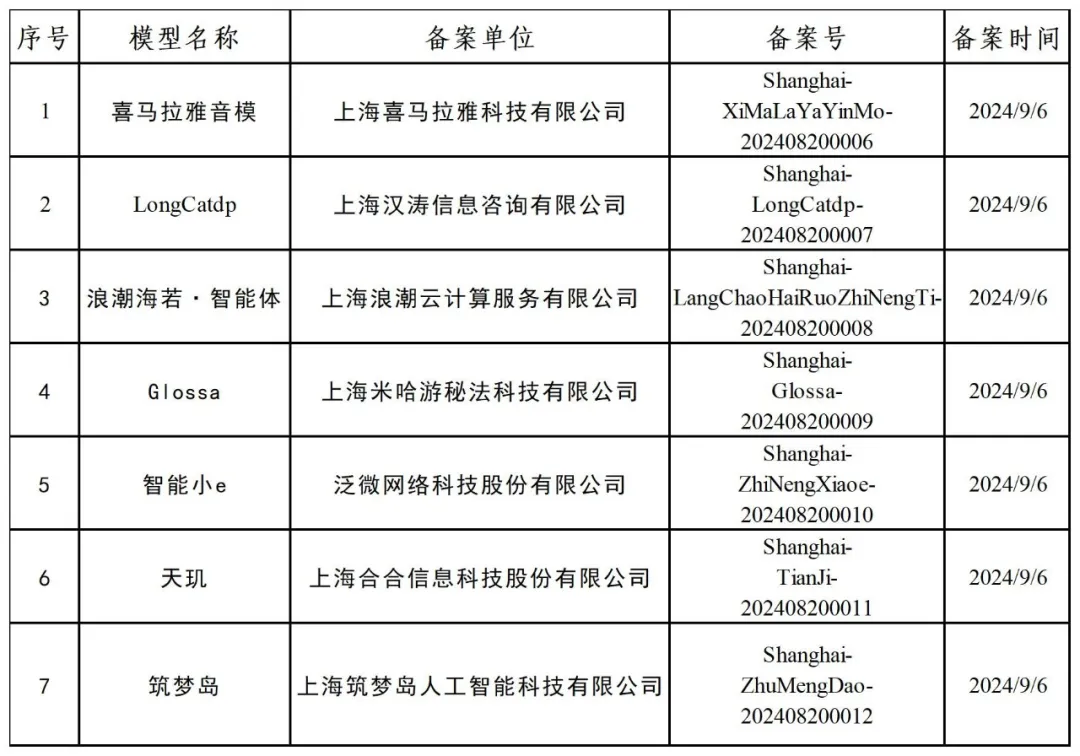 序号 模型名称 备案单位 备案号 备案时间
1 喜马拉雅音模 上海喜马拉雅科技有限公司 Shanghai-
XiMaLaYaYinMo-
202408200006 2024/9/6
2 LongCatdp 上海汉涛信息咨询有限公司 Shanghai-
LongCatdp-
202408200007 2024/9/6
3 浪潮海若·智能体 上海浪潮云计算服务有限公司 Shanghai-
LangChaoHaiRuoZhiNengTi-
202408200008 2024/9/6
4 Glossa 上海米哈游秘法科技有限公司 Shanghai-
Glossa-
202408200009 2024/9/6
5 智能小e 泛微网络科技股份有限公司 Shanghai-
ZhiNengXiaoe-
202408200010 2024/9/6
6 天玑 上海合合信息科技股份有限公司 Shanghai-
TianJi-
202408200011 2024/9/6
7 筑梦岛 上海筑梦岛人工智能科技有限公司 Shanghai-
ZhuMengDao-
202408200012 2024/9/6